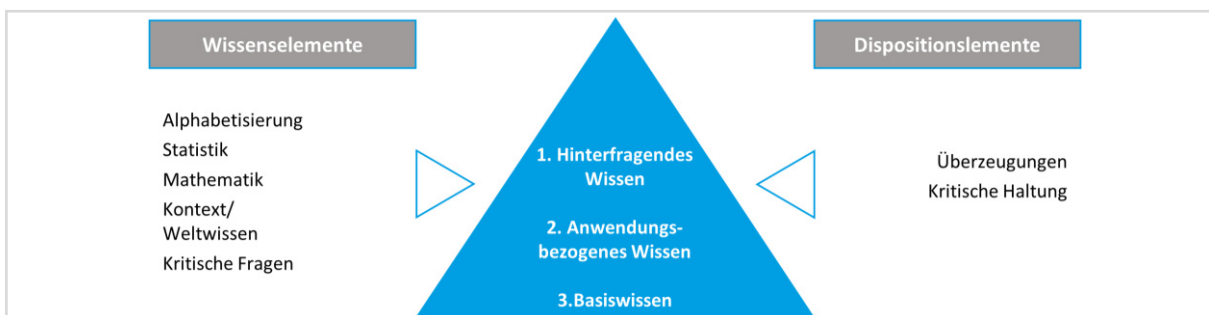 Wissenselemente
Alphabetisierung
Statistik
Mathematik
Kontext/
Weltwissen
Kritische Fragen
1. Hinterfragendes
Wissen
2. Anwendungs-
bezogenes Wissen
3.Basiswissen
Dispositionslemente
Überzeugungen
Kritische Haltung